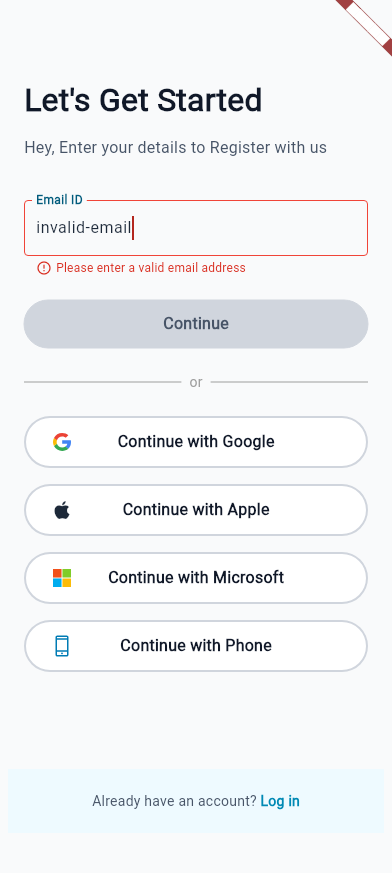 Let's Get Started
Hey, Enter your details to Register with us
Email ID
invalid-email
Please enter a valid email address
Continue
or
Continue with Google
Continue with Apple
Continue with Microsoft
Continue with Phone
Already have an account? Log in